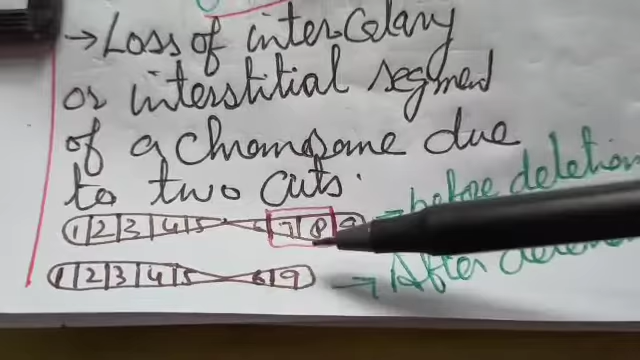 → Loss of intercalary
or interstitial segment
of a chromosome due
to two cuts.
1 2 3 4 5 6 7 8 9 → before deletion
1 2 3 4 5 6 9 → After deletion